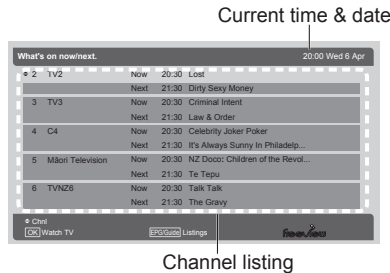 Current time & date
What's on now/next. 20:00 Wed 6 Apr
2 TV2 Now 20:30 Lost
Next 21:30 Dirty Sexy Money
3 TV3 Now 20:30 Criminal Intent
Next 21:30 Law & Order
4 C4 Now 20:30 Celebrity Joker Poker
Next 21:30 It's Always Sunny In Philadelp...
5 Māori Television Now 20:30 NZ Doco: Children of the Revol...
Next 21:30 Te Tepu
6 TVNZ6 Now 20:30 Talk Talk
Next 21:30 The Gravy
Chnl
OK Watch TV EPG/Guide Listings freeview
Channel listing